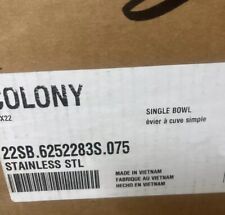 COLONY
X22
SINGLE BOWL
évier à cuve simple
22SB.6252283S.075
STAINLESS STL
MADE IN VIETNAM
FABRIQUE AU VIETNAM
HECHO EN VIETNAM